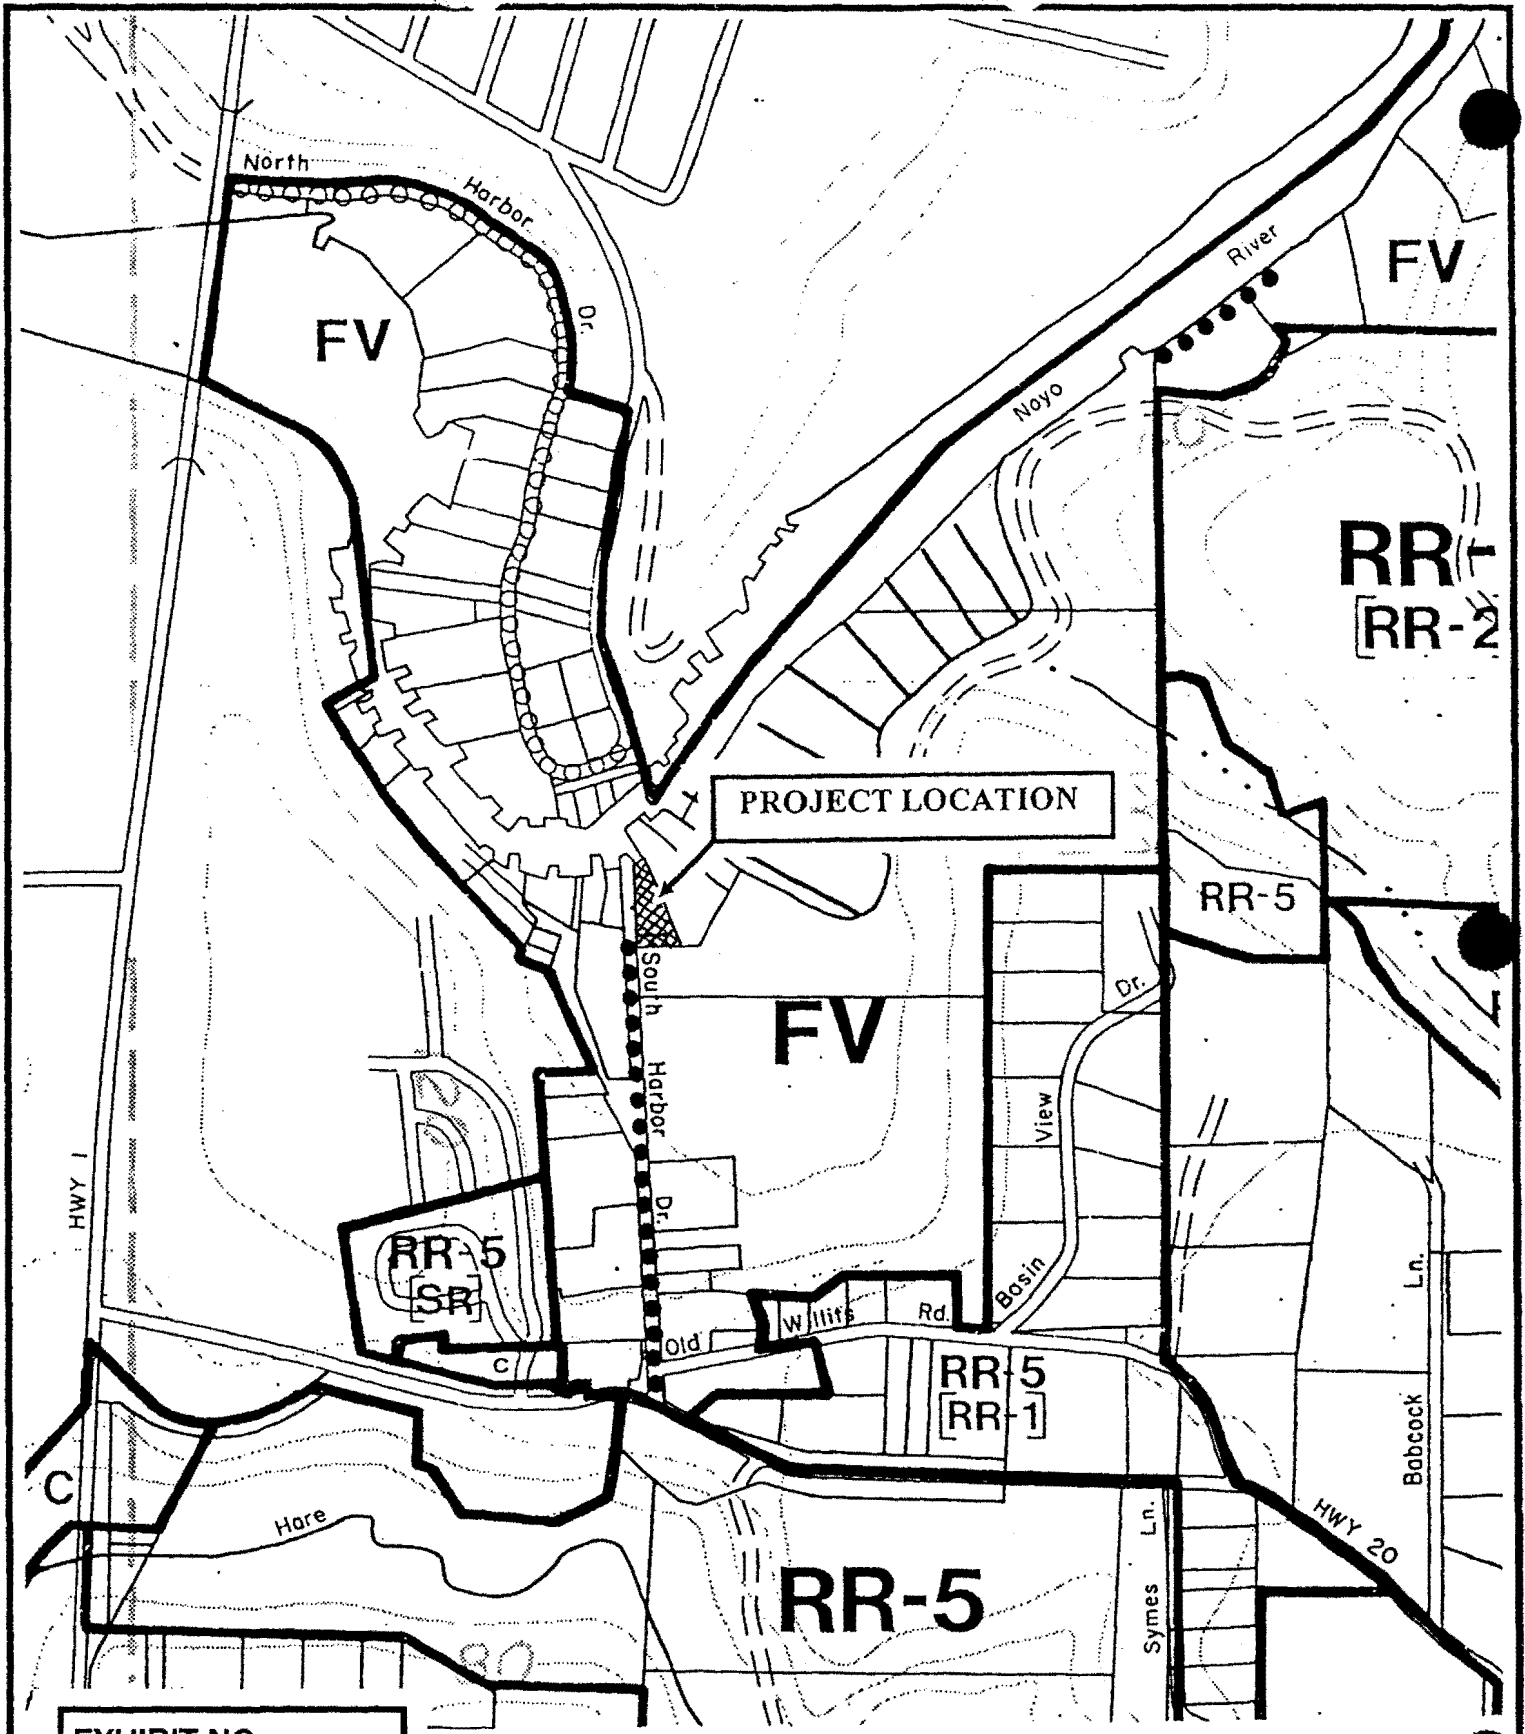 North
Harbor
Dr.
River
FV
FV
Noyo
RR-
[RR-2
PROJECT LOCATION
RR-5
South
Dr.
FV
Harbor
View
HWY 1
Dr.
RR-5
[SR]
Basin
Ln.
Willits Rd.
Old
C
RR-5
[RR-1]
Babcock
C
Hare
Ln.
HWY 20
RR-5
Symes
80
EXHIBIT NO.